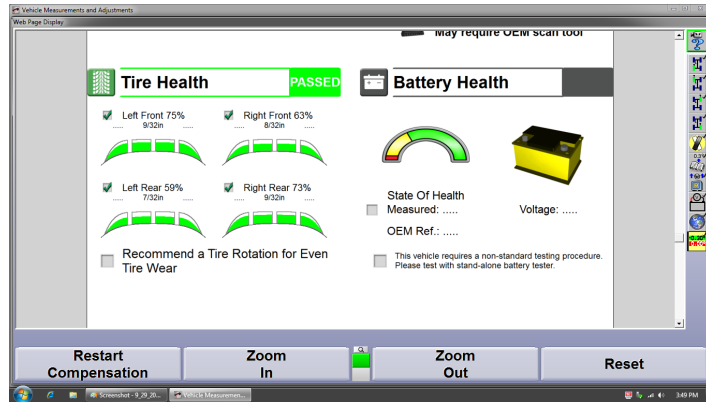 Vehicle Measurements and Adjustments
Web Page Display
May require OEM scan tool
Tire Health
PASSED
Battery Health
Left Front 75%
9/32in
..... .....
Right Front 63%
8/32in
..... .....
Left Rear 59%
7/32in
..... .....
Right Rear 73%
9/32in
..... .....
Recommend a Tire Rotation for Even
Tire Wear
State Of Health
Measured: .....
Voltage: .....
OEM Ref.: .....
This vehicle requires a non-standard testing procedure.
Please test with stand-alone battery tester.
Restart
Compensation
Zoom
In
Zoom
Out
Reset
Screenshot - 9_29_20...
Vehicle Measuremen...
3:49 PM